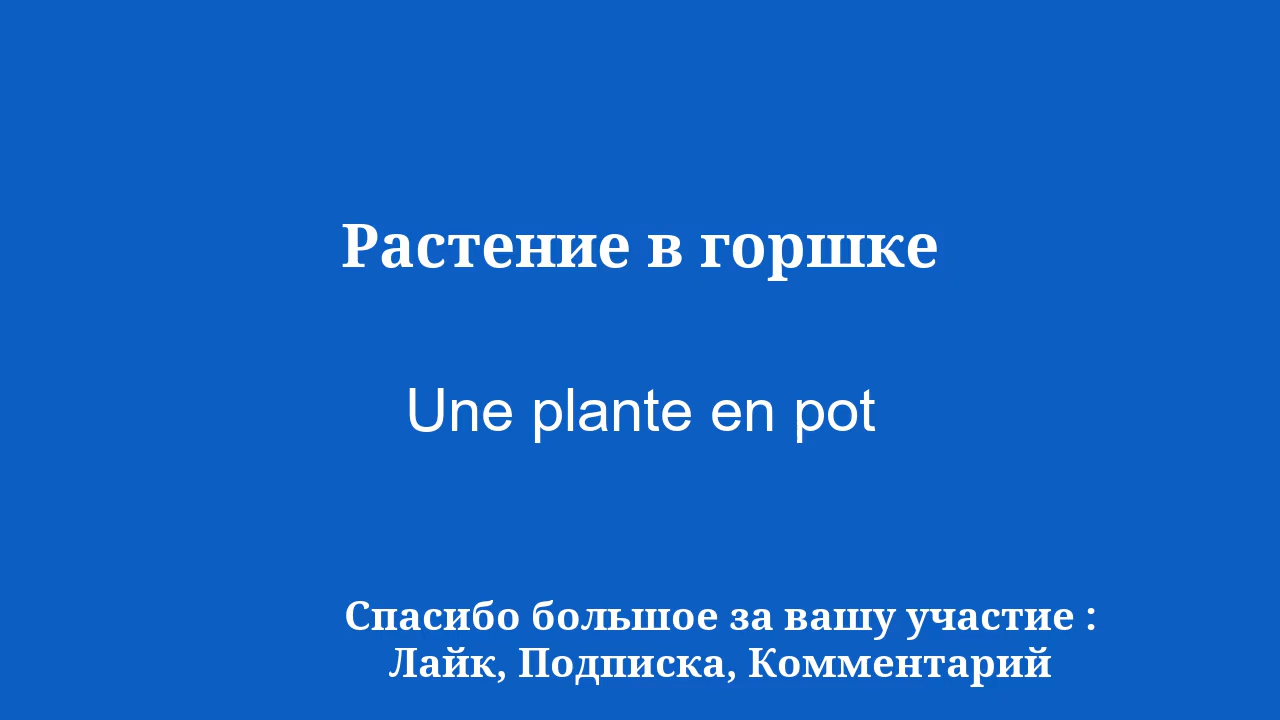 Растение в горшке
Une plante en pot
Спасибо большое за вашу участие :
Лайк, Подписка, Комментарий